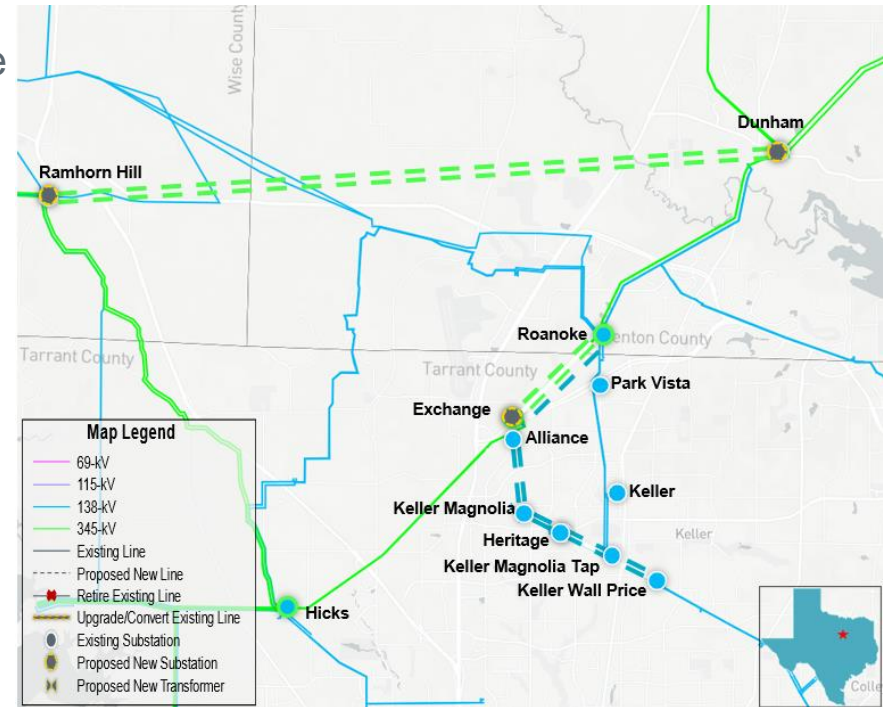 e
Wise County
Dunham
Ramhorn Hill
Roanoke
enton County
Tarrant County
Tarrant County
Park Vista
Exchange
Alliance
Map Legend
69-kV
115-kV
138-kV
345-kV
Existing Line
Proposed New Line
Retire Existing Line
Upgrade/Convert Existing Line
Existing Substation
Proposed New Substation
Proposed New Transformer
Keller
Keller Magnolia
Heritage
Keller
Keller Magnolia Tap
Keller Wall Price
Hicks
Colle